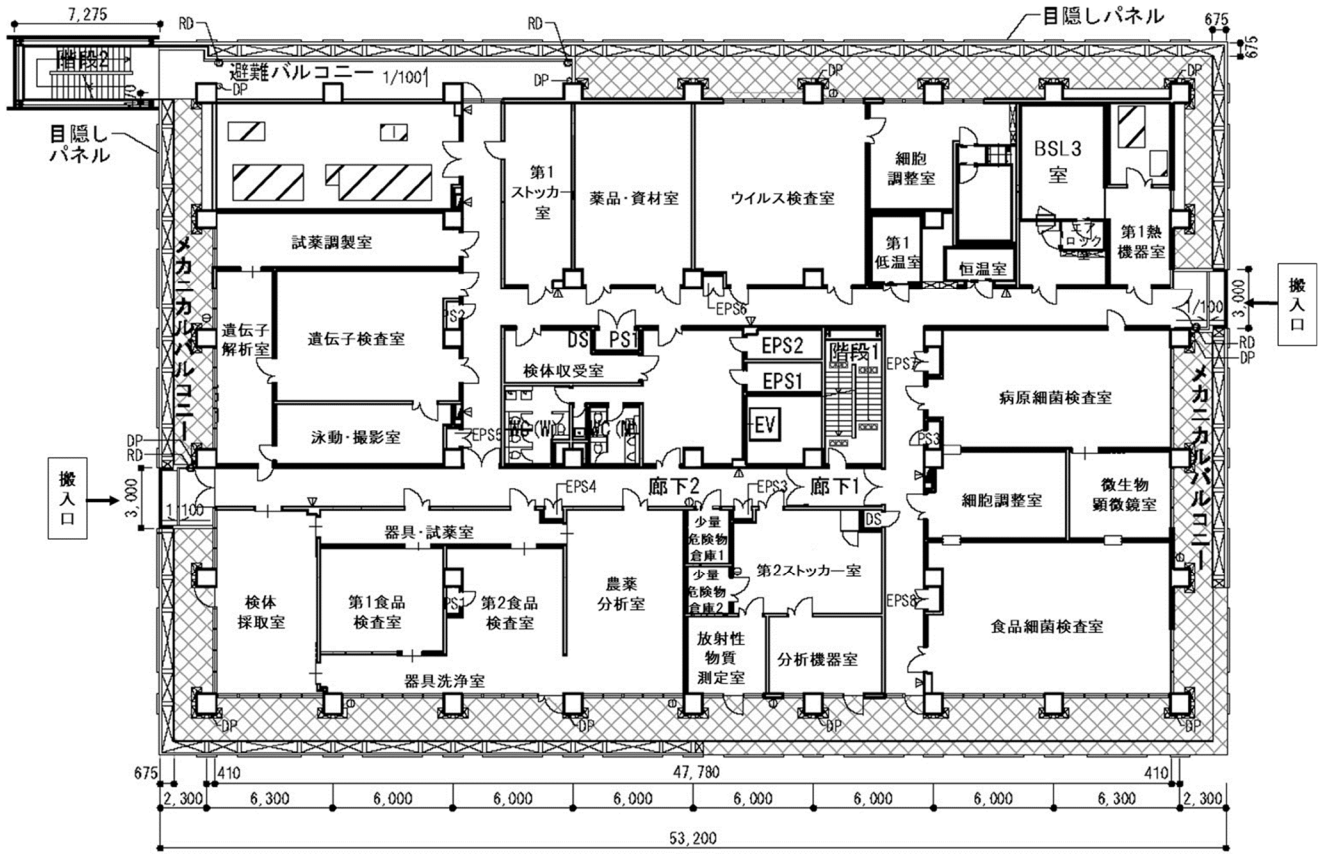 7,275
RD
RD
目隠しパネル
675
675
階段2
避難バルコニー 1/100
DP
DP
DP
DP
目隠し
パネル
第1
ストッカー
室
薬品・資材室
ウイルス検査室
細胞
調整室
BSL3
室
試薬調製室
第1
低温室
恒温室
エア
ロック
第1熱
機器室
メカニカルバルコニー
搬入口
3,000
1/100
EPS6
PS2
遺伝子
解析室
遺伝子検査室
DS
PS1
検体収受室
EPS2
EPS1
EV
階段1
EPS7
RD
DP
病原細菌検査室
メカニカルバルコニー
泳動・撮影室
EPS5
WC(W)
WC(M)
PS3
DP
RD
搬入口
3,000
1/100
廊下2
EPS4
EPS3
廊下1
細胞調整室
微生物
顕微鏡室
器具・試薬室
少量
危険物
倉庫1
DS
第2ストッカー室
少量
危険物
倉庫2
検体
採取室
第1食品
検査室
PS1
第2食品
検査室
農薬
分析室
EPS8
食品細菌検査室
放射性
物質
測定室
分析機器室
器具洗浄室
DP
DP
DP
DP
675
410
47,780
410
2,300
6,300
6,000
6,000
6,000
6,000
6,000
6,000
6,300
2,300
53,200